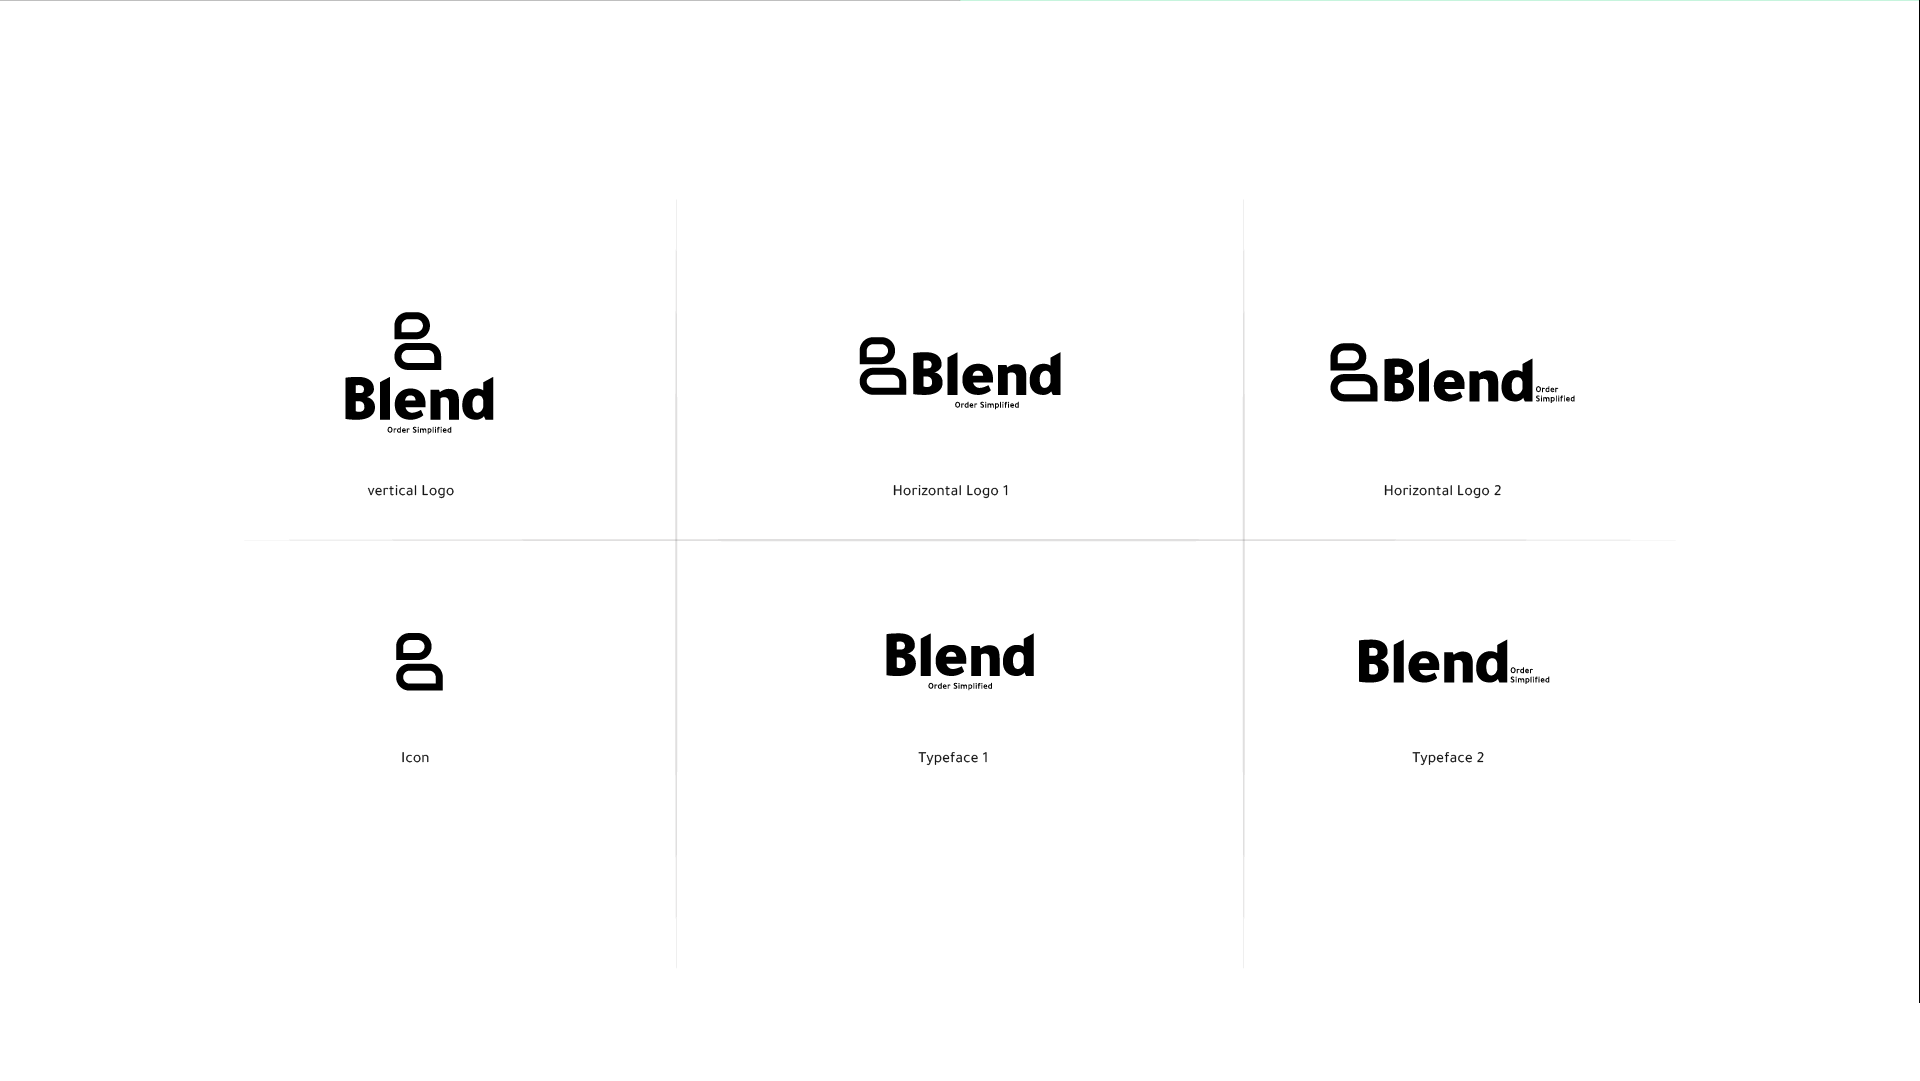 Blend
Order Simplified
vertical Logo
Blend
Order Simplified
Horizontal Logo 1
Blend
Order
Simplified
Horizontal Logo 2
Icon
Blend
Order Simplified
Typeface 1
Blend
Order
Simplified
Typeface 2